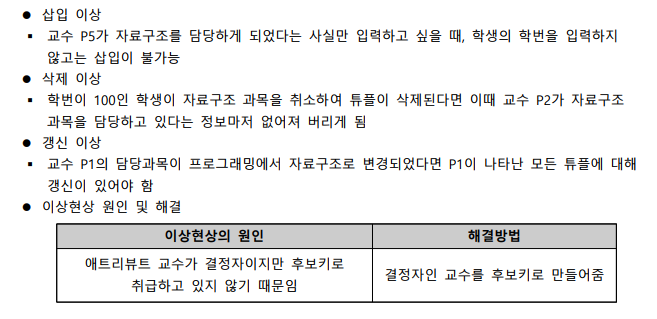 ● 삽입 이상
▪ 교수 P5가 자료구조를 담당하게 되었다는 사실만 입력하고 싶을 때, 학생의 학번을 입력하지
않고는 삽입이 불가능
● 삭제 이상
▪ 학번이 100인 학생이 자료구조 과목을 취소하여 튜플이 삭제된다면 이때 교수 P2가 자료구조
과목을 담당하고 있다는 정보마저 없어져 버리게 됨
● 갱신 이상
▪ 교수 P1의 담당과목이 프로그래밍에서 자료구조로 변경되었다면 P1이 나타난 모든 튜플에 대해
갱신이 있어야 함
● 이상현상 원인 및 해결
이상현상의 원인 해결방법
애트리뷰트 교수가 결정자이지만 후보키로
취급하고 있지 않기 때문임
결정자인 교수를 후보키로 만들어줌